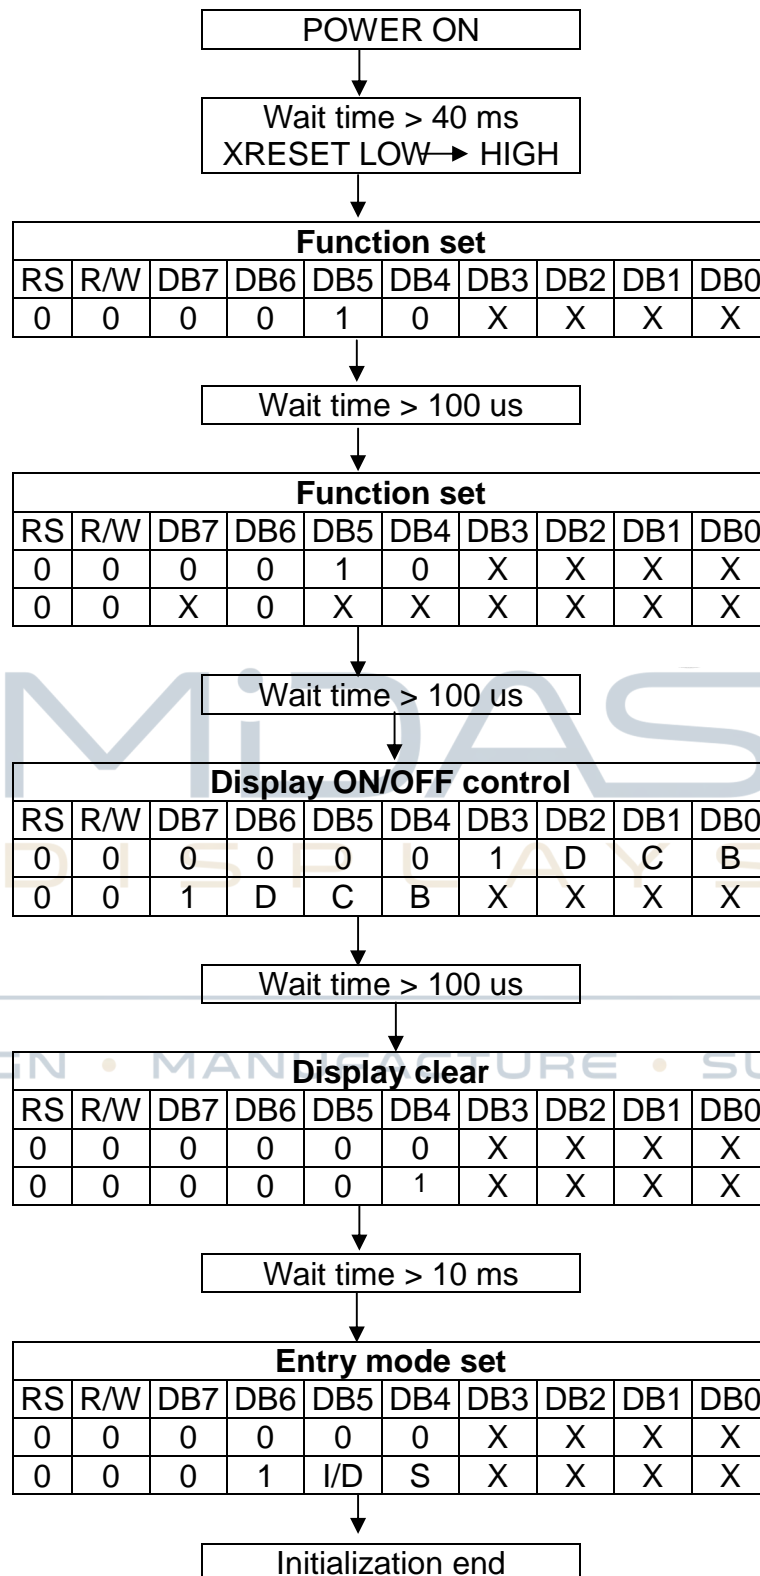 POWER ON
Wait time > 40 ms
XRESET LOW → HIGH
Function set
RS R/W DB7 DB6 DB5 DB4 DB3 DB2 DB1 DB0
0 0 0 0 1 0 X X X X
Wait time > 100 us
Function set
RS R/W DB7 DB6 DB5 DB4 DB3 DB2 DB1 DB0
0 0 0 0 1 0 X X X X
0 0 X 0 X X X X X X
MiDAS
Wait time > 100 us
Display ON/OFF control
RS R/W DB7 DB6 DB5 DB4 DB3 DB2 DB1 DB0
0 0 0 0 0 0 1 D C B
DISPLAYS
0 0 1 D C B X X X X
Wait time > 100 us
GN • MANUFACTURE • SU
Display clear
RS R/W DB7 DB6 DB5 DB4 DB3 DB2 DB1 DB0
0 0 0 0 0 0 X X X X
0 0 0 0 0 1 X X X X
Wait time > 10 ms
Entry mode set
RS R/W DB7 DB6 DB5 DB4 DB3 DB2 DB1 DB0
0 0 0 0 0 0 X X X X
0 0 0 1 I/D S X X X X
Initialization end